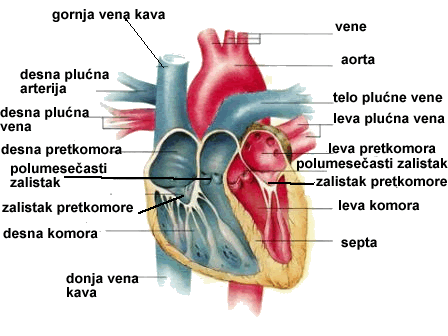 gornja vena kava
desna plućna
arterija
desna plućna
vena
desna pretkomora
polumesečasti
zalistak
zalistak pretkomore
desna komora
donja vena
kava
vene
aorta
telo plućne vene
leva plućna vena
leva pretkomora
polumesečasti zalistak
zalistak pretkomore
leva komora
septa